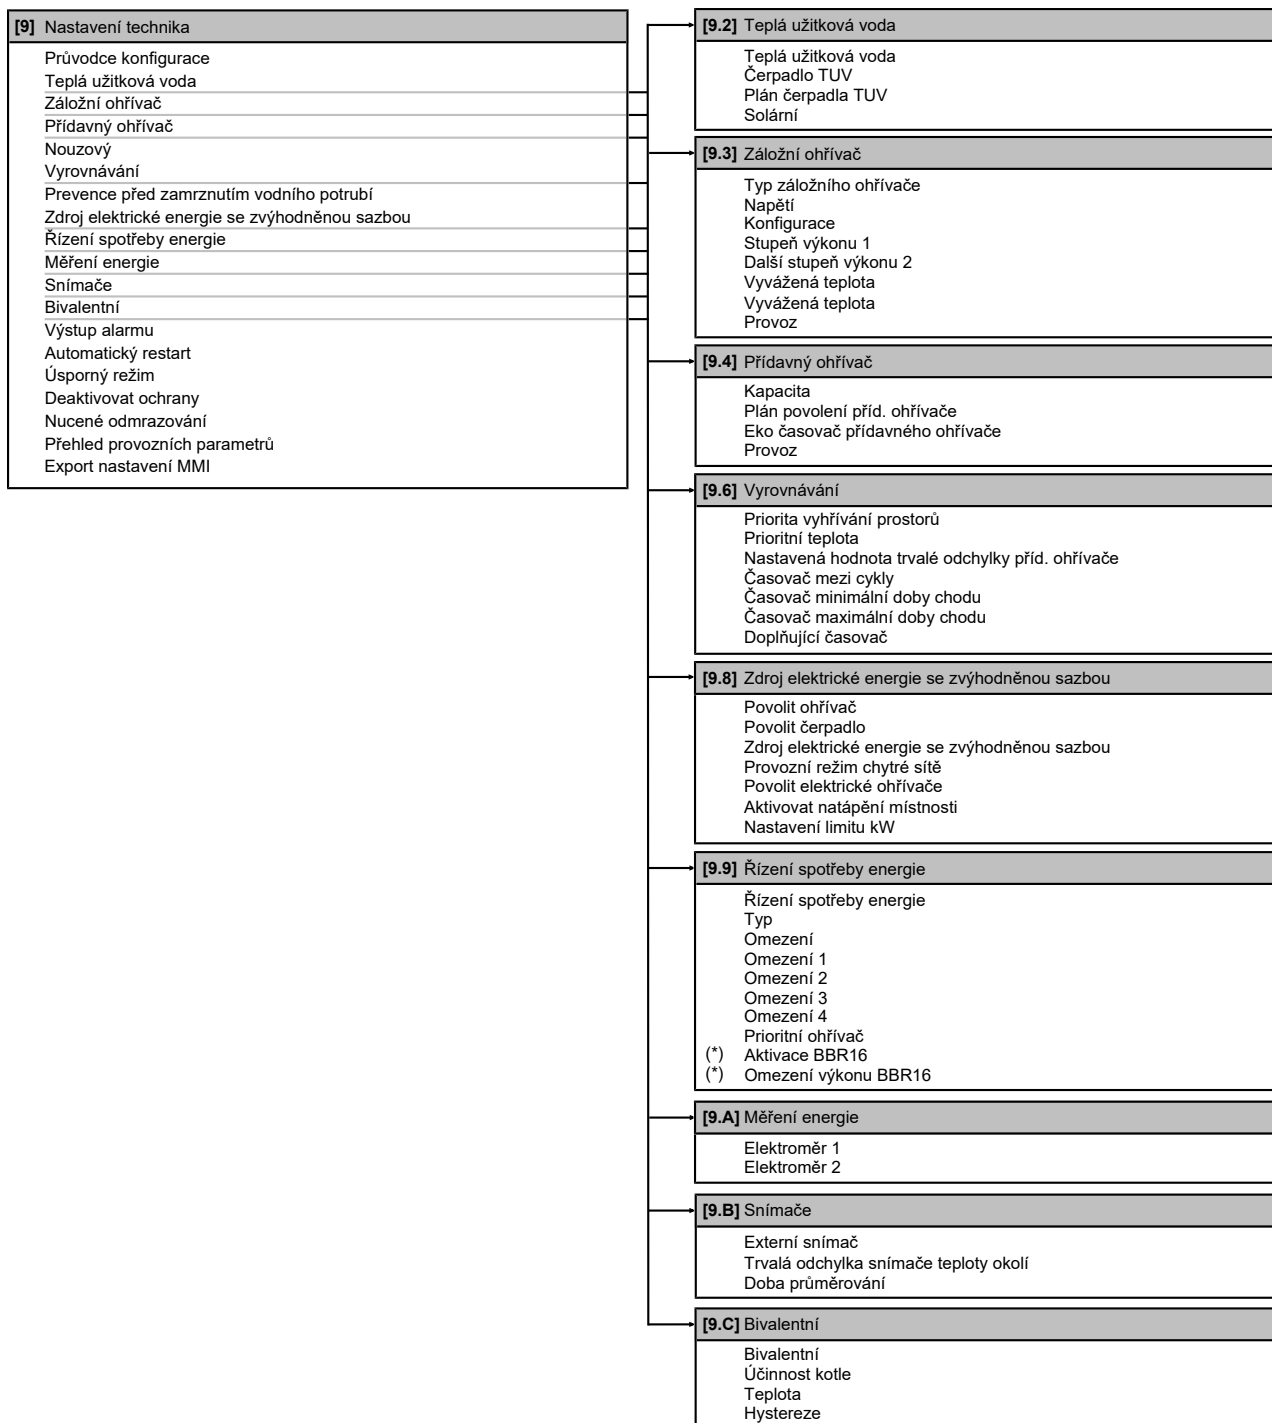 [9] Nastavení technika
Průvodce konfigurace
Teplá užitková voda
Záložní ohřívač
Přídavný ohřívač
Nouzový
Vyrovnávání
Prevence před zamrznutím vodního potrubí
Zdroj elektrické energie se zvýhodněnou sazbou
Řízení spotřeby energie
Měření energie
Snímače
Bivalentní
Výstup alarmu
Automatický restart
Úsporný režim
Deaktivovat ochrany
Nucené odmrazování
Přehled provozních parametrů
Export nastavení MMI
[9.2] Teplá užitková voda
Teplá užitková voda
Čerpadlo TUV
Plán čerpadla TUV
Solární
[9.3] Záložní ohřívač
Typ záložního ohřívače
Napětí
Konfigurace
Stupeň výkonu 1
Další stupeň výkonu 2
Vyvážená teplota
Vyvážená teplota
Provoz
[9.4] Přídavný ohřívač
Kapacita
Plán povolení příd. ohřívače
Eko časovač přídavného ohřívače
Provoz
[9.6] Vyrovnávání
Priorita vyhřívání prostorů
Prioritní teplota
Nastavená hodnota trvalé odchylky příd. ohřívače
Časovač mezi cykly
Časovač minimální doby chodu
Časovač maximální doby chodu
Doplňující časovač
[9.8] Zdroj elektrické energie se zvýhodněnou sazbou
Povolit ohřívač
Povolit čerpadlo
Zdroj elektrické energie se zvýhodněnou sazbou
Provozní režim chytré sítě
Povolit elektrické ohřívače
Aktivovat natápění místnosti
Nastavení limitu kW
[9.9] Řízení spotřeby energie
Řízení spotřeby energie
Typ
Omezení
Omezení 1
Omezení 2
Omezení 3
Omezení 4
Prioritní ohřívač
(*) Aktivace BBR16
(*) Omezení výkonu BBR16
[9.A] Měření energie
Elektroměr 1
Elektroměr 2
[9.B] Snímače
Externí snímač
Trvalá odchylka snímače teploty okolí
Doba průměrování
[9.C] Bivalentní
Bivalentní
Účinnost kotle
Teplota
Hystereze